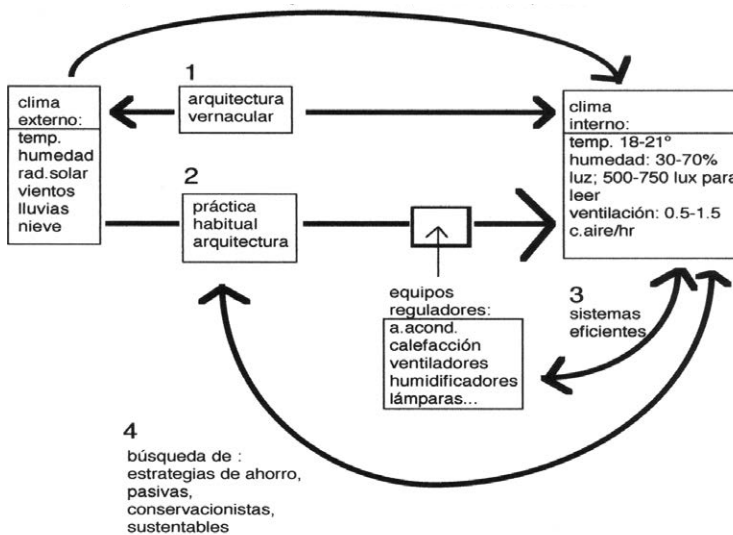 clima
externo:
temp.
humedad
rad.solar
vientos
lluvias
nieve
1
arquitectura
vernacular
2
práctica
habitual
arquitectura
equipos
reguladores:
a.acond.
calefacción
ventiladores
humidificadores
lámparas...
clima
interno:
temp. 18-21º
humedad: 30-70%
luz; 500-750 lux para
leer
ventilación: 0.5-1.5
c.aire/hr
3
sistemas
eficientes
4
búsqueda de :
estrategias de ahorro,
pasivas,
conservacionistas,
sustentables